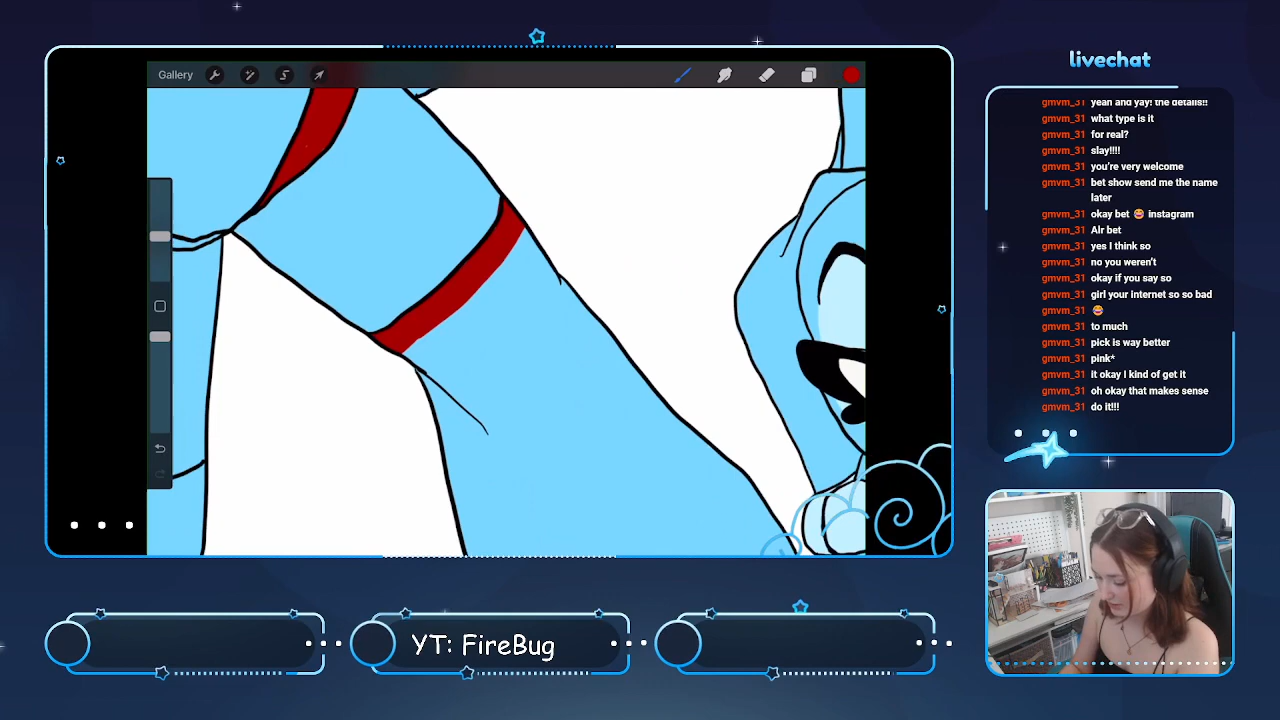 Gallery
livechat
gmvm_31 yeah and yay! the details!!
gmvm_31 what type is it
gmvm_31 for real?
gmvm_31 slay!!!!
gmvm_31 you're very welcome
gmvm_31 bet show send me the name
later
gmvm_31 okay bet 🤩 instagram
gmvm_31 Alr bet
gmvm_31 yes I think so
gmvm_31 no you weren't
gmvm_31 okay if you say so
gmvm_31 girl your internet so so bad
gmvm_31 🤩
gmvm_31 to much
gmvm_31 pick is way better
gmvm_31 pink*
gmvm_31 it okay I kind of get it
gmvm_31 oh okay that makes sense
gmvm_31 do it!!!
YT: FireBug